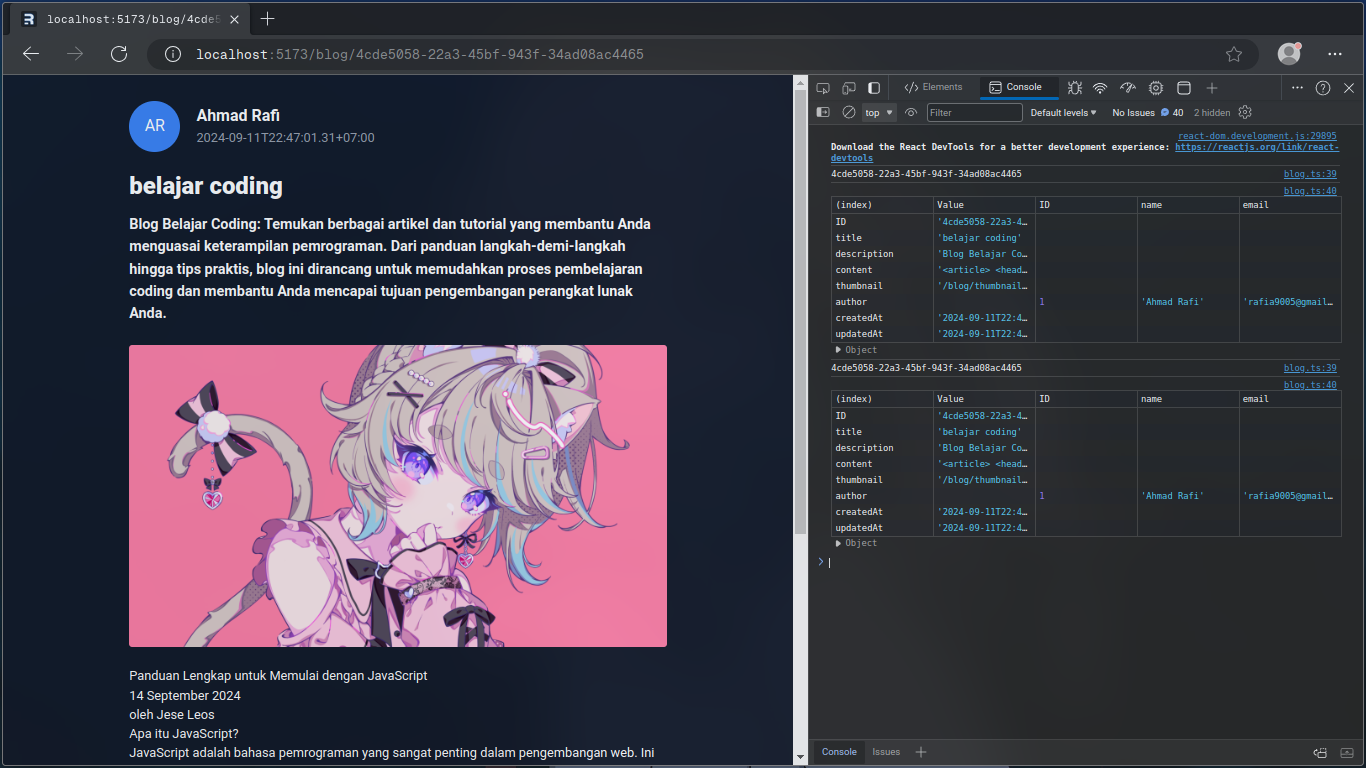 localhost:5173/blog/4cde5
localhost:5173/blog/4cde5058-22a3-45bf-943f-34ad08ac4465
AR
Ahmad Rafi
2024-09-11T22:47:01.31+07:00
belajar coding
Blog Belajar Coding: Temukan berbagai artikel dan tutorial yang membantu Anda
menguasai keterampilan pemrograman. Dari panduan langkah-demi-langkah
hingga tips praktis, blog ini dirancang untuk memudahkan proses pembelajaran
coding dan membantu Anda mencapai tujuan pengembangan perangkat lunak
Anda.
Panduan Lengkap untuk Memulai dengan JavaScript
14 September 2024
oleh Jese Leos
Apa itu JavaScript?
JavaScript adalah bahasa pemrograman yang sangat penting dalam pengembangan web. Ini
Elements
Console
top
Filter
Default levels
No Issues
40
2 hidden
react-dom.development.js:29895
Download the React DevTools for a better development experience: https://reactjs.org/link/react-
devtools
4cde5058-22a3-45bf-943f-34ad08ac4465 blog.ts:39
blog.ts:40
(index) Value ID name email
ID '4cde5058-22a3-4…
title 'belajar coding'
description 'Blog Belajar Co…
content '<article> <head…
thumbnail '/blog/thumbnail…
author 1 'Ahmad Rafi' 'rafia9005@gmail…
createdAt '2024-09-11T22:4…
updatedAt '2024-09-11T22:4…
Object
4cde5058-22a3-45bf-943f-34ad08ac4465 blog.ts:39
blog.ts:40
(index) Value ID name email
ID '4cde5058-22a3-4…
title 'belajar coding'
description 'Blog Belajar Co…
content '<article> <head…
thumbnail '/blog/thumbnail…
author 1 'Ahmad Rafi' 'rafia9005@gmail…
createdAt '2024-09-11T22:4…
updatedAt '2024-09-11T22:4…
Object
Console
Issues